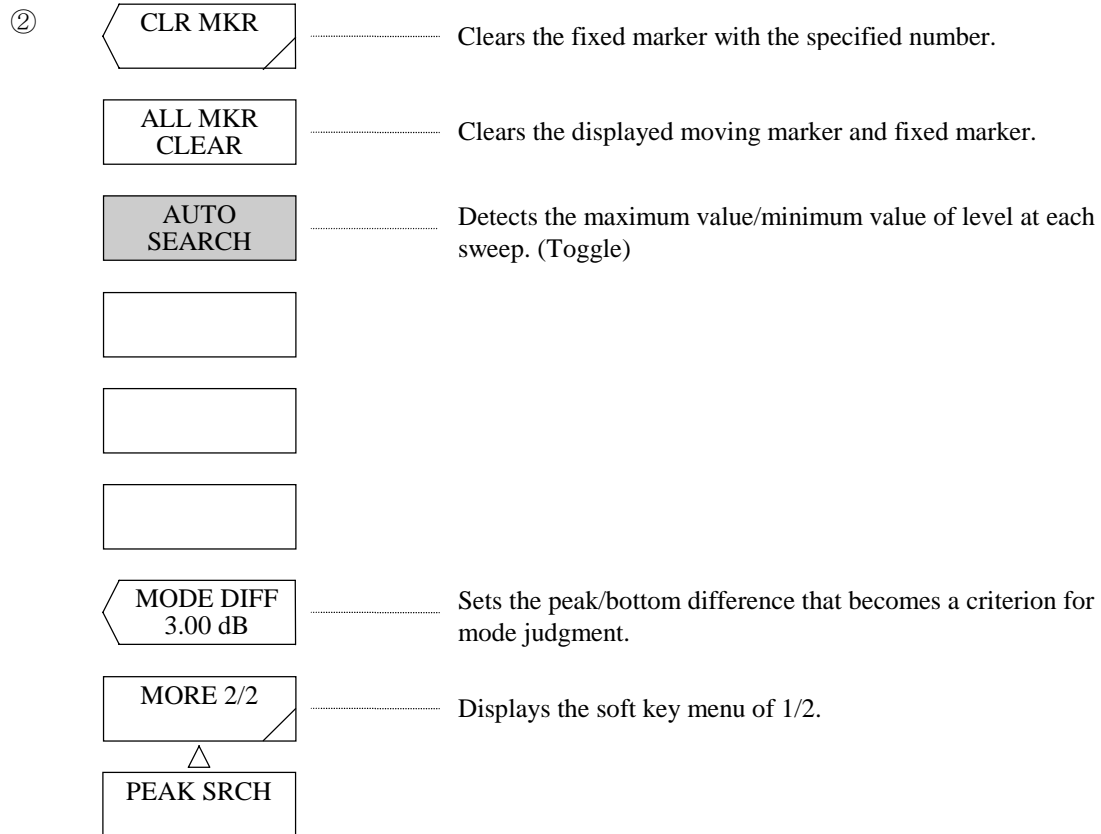 ②
CLR MKR
Clears the fixed marker with the specified number.
ALL MKR
CLEAR
Clears the displayed moving marker and fixed marker.
AUTO
SEARCH
Detects the maximum value/minimum value of level at each
sweep. (Toggle)
MODE DIFF
3.00 dB
Sets the peak/bottom difference that becomes a criterion for
mode judgment.
MORE 2/2
Displays the soft key menu of 1/2.
PEAK SRCH